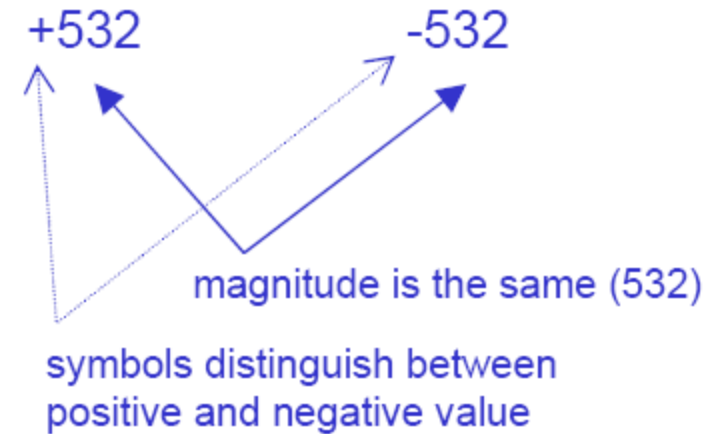 +532 -532
magnitude is the same (532)
symbols distinguish between
positive and negative value